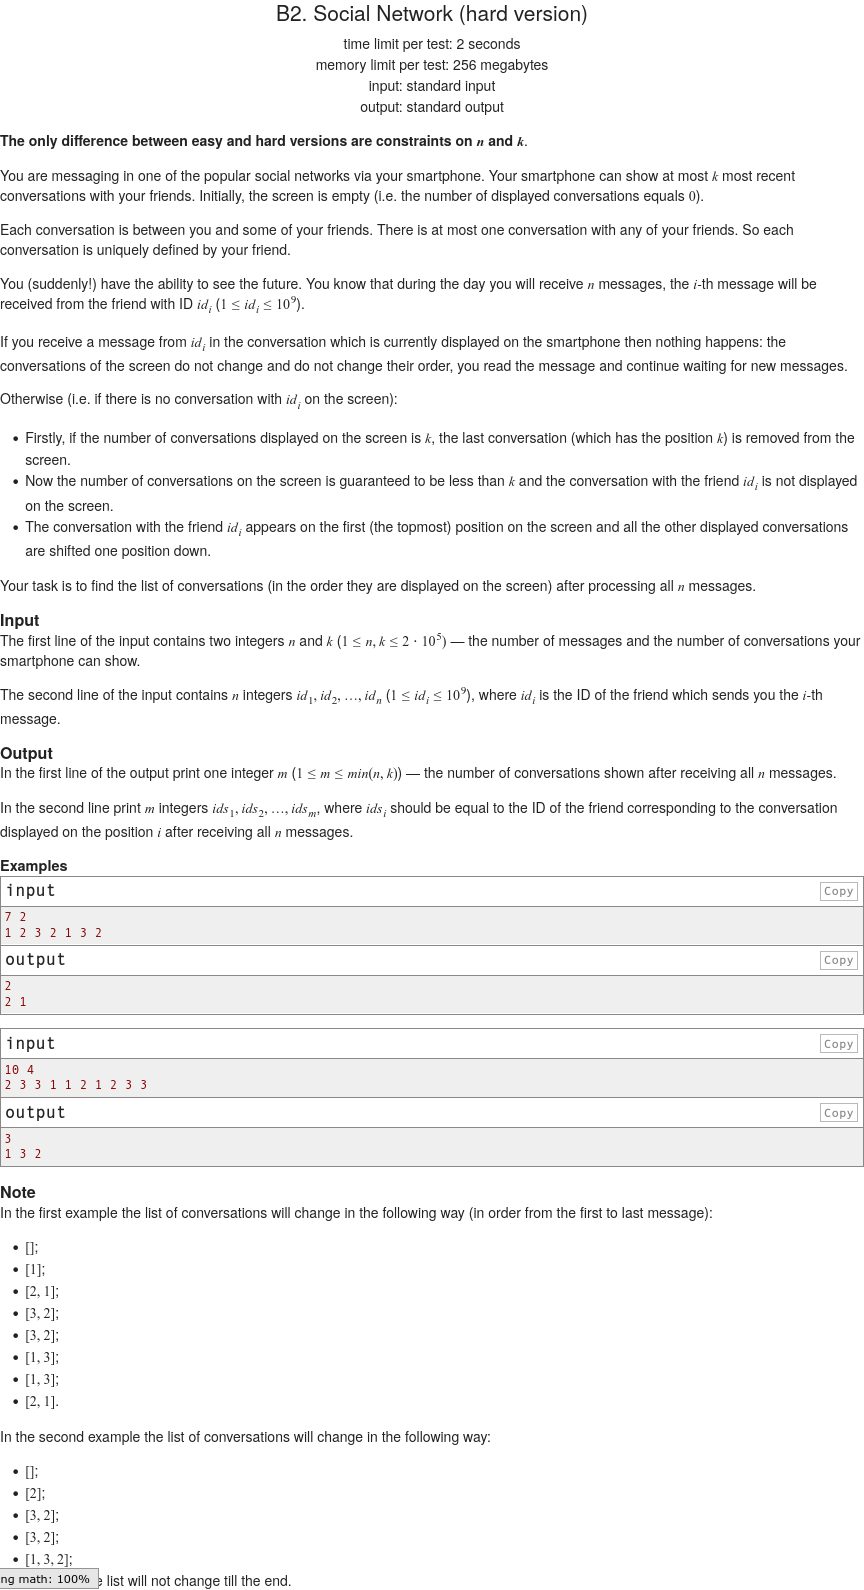 B2. Social Network (hard version)
time limit per test: 2 seconds
memory limit per test: 256 megabytes
input: standard input
output: standard output
The only difference between easy and hard versions are constraints on n and k.
You are messaging in one of the popular social networks via your smartphone. Your smartphone can show at most k most recent
conversations with your friends. Initially, the screen is empty (i.e. the number of displayed conversations equals 0).
Each conversation is between you and some of your friends. There is at most one conversation with any of your friends. So each
conversation is uniquely defined by your friend.
You (suddenly!) have the ability to see the future. You know that during the day you will receive n messages, the i-th message will be
received from the friend with ID id_i (1 ≤ id_i ≤ 10^9).
If you receive a message from id_i in the conversation which is currently displayed on the smartphone then nothing happens: the
conversations of the screen do not change and do not change their order, you read the message and continue waiting for new messages.
Otherwise (i.e. if there is no conversation with id_i on the screen):
• Firstly, if the number of conversations displayed on the screen is k, the last conversation (which has the position k) is removed from the
screen.
• Now the number of conversations on the screen is guaranteed to be less than k and the conversation with the friend id_i is not displayed
on the screen.
• The conversation with the friend id_i appears on the first (the topmost) position on the screen and all the other displayed conversations
are shifted one position down.
Your task is to find the list of conversations (in the order they are displayed on the screen) after processing all n messages.
Input
The first line of the input contains two integers n and k (1 ≤ n, k ≤ 2 · 10^5) — the number of messages and the number of conversations your
smartphone can show.
The second line of the input contains n integers id_1, id_2, …, id_n (1 ≤ id_i ≤ 10^9), where id_i is the ID of the friend which sends you the i-th
message.
Output
In the first line of the output print one integer m (1 ≤ m ≤ min(n, k)) — the number of conversations shown after receiving all n messages.
In the second line print m integers ids_1, ids_2, …, ids_m, where ids_i should be equal to the ID of the friend corresponding to the conversation
displayed on the position i after receiving all n messages.
Examples
input Copy
7 2
1 2 3 2 1 3 2
output Copy
2
2 1
input Copy
10 4
2 3 3 1 1 2 1 2 3 3
output Copy
3
1 3 2
Note
In the first example the list of conversations will change in the following way (in order from the first to last message):
• [];
• [1];
• [2, 1];
• [3, 2];
• [3, 2];
• [1, 3];
• [1, 3];
• [2, 1].
In the second example the list of conversations will change in the following way:
• [];
• [2];
• [3, 2];
• [3, 2];
• [1, 3, 2];
ng math: 100% list will not change till the end.